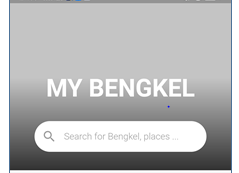 MY BENGKEL
Search for Bengkel, places ...